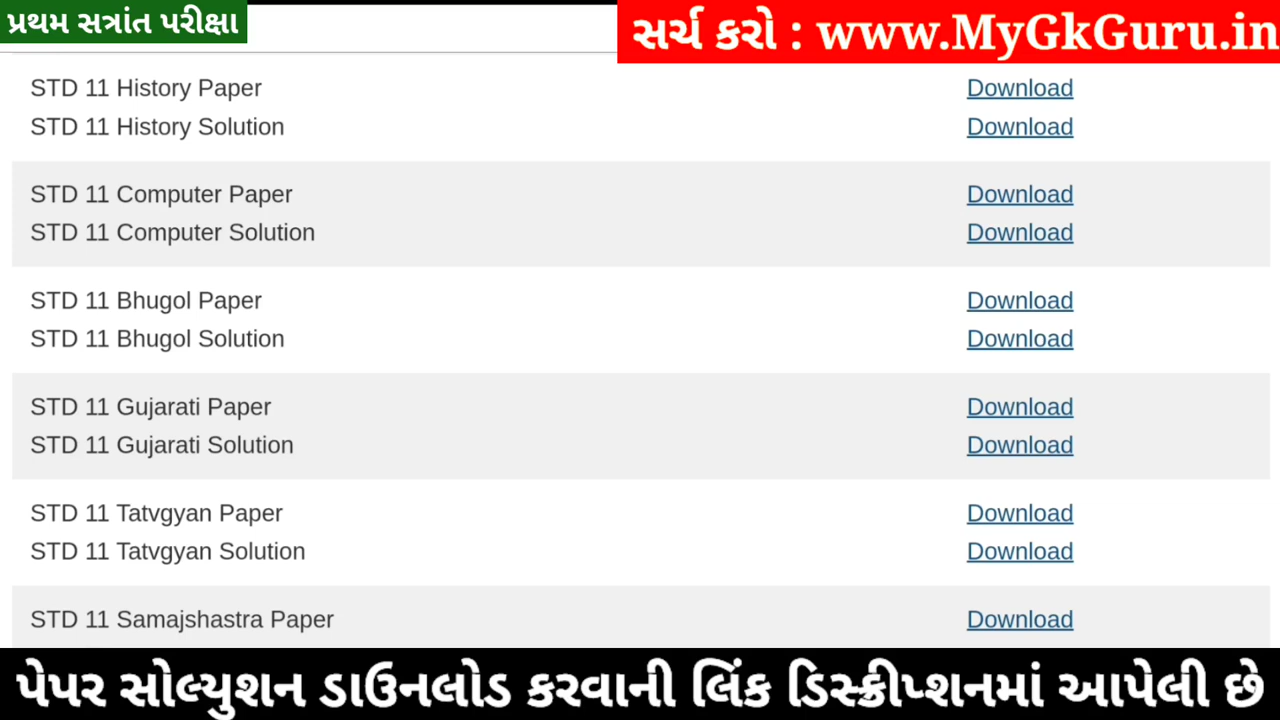 પ્રથમ સત્રાંત પરીક્ષા
સર્ચ કરો : www.MyGkGuru.in
STD 11 History Paper Download
STD 11 History Solution Download
STD 11 Computer Paper Download
STD 11 Computer Solution Download
STD 11 Bhugol Paper Download
STD 11 Bhugol Solution Download
STD 11 Gujarati Paper Download
STD 11 Gujarati Solution Download
STD 11 Tatvgyan Paper Download
STD 11 Tatvgyan Solution Download
STD 11 Samajshastra Paper Download
પેપર સોલ્યુશન ડાઉનલોડ કરવાની લિંક ડિસ્ક્રીપ્શનમાં આપેલી છે